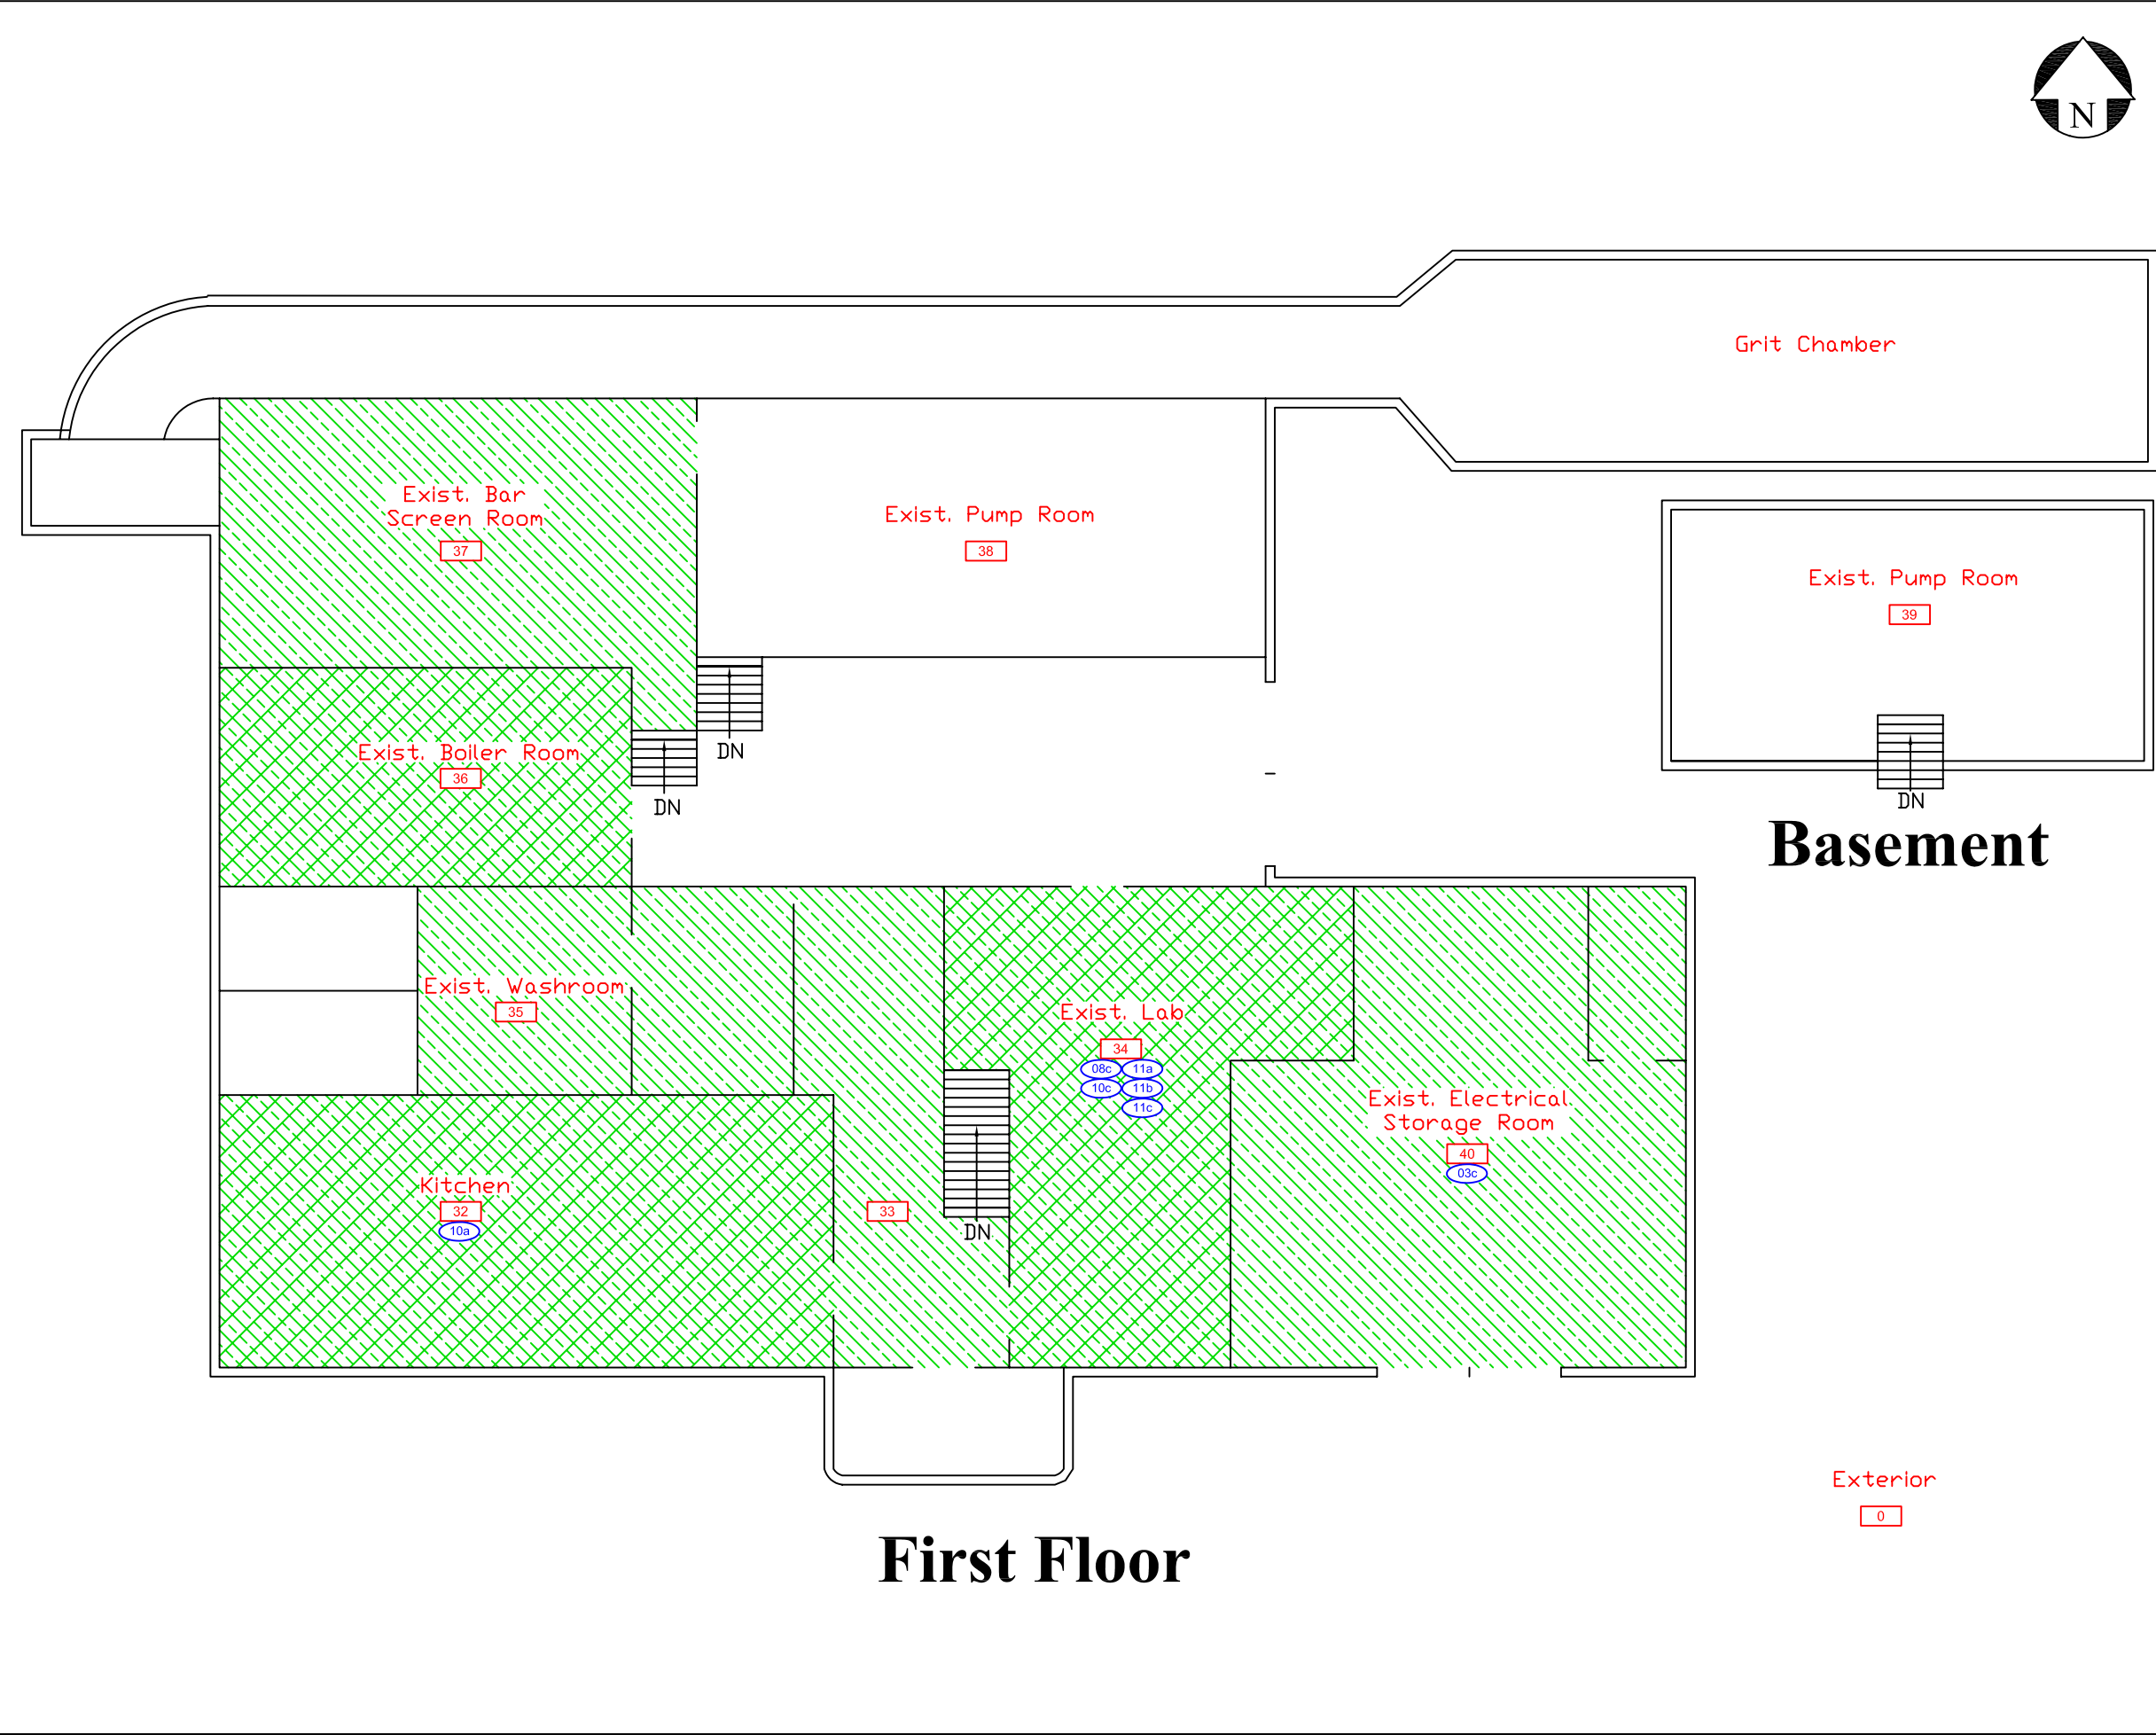 N
Grit Chamber
Exist. Bar
Screen Room
37
Exist. Pump Room
38
Exist. Pump Room
39
DN
Basement
DN
DN
Exist. Boiler Room
36
Exist. Washroom
35
Exist. Lab
34
08c 11a
10c 11b
11c
Exist. Electrical
Storage Room
40
03c
Kitchen
32
10a
33
DN
Exterior
0
First Floor